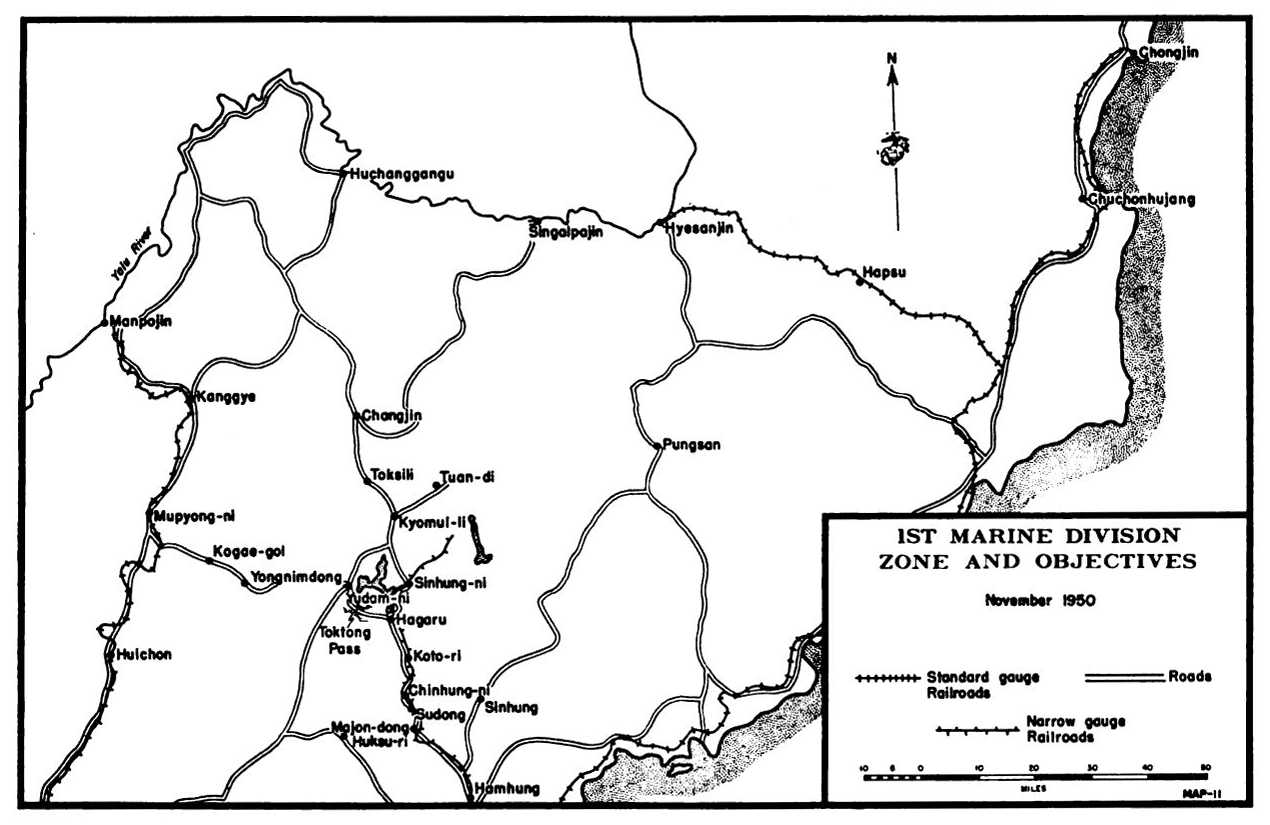 Chongjin
N
Huchanggangu
Chuchonhujang
Singalpajin
Hyesanjin
Yalu River
Hapsu
Manpojin
Kanggye
Changjin
Pungsan
Toksili
Tuan-di
Mupyong-ni
Kyomul-li
Kogae-gol
Yongnimdong
Sinhung-ni
Yudam-ni
Hagaru
Toktong
Pass
Huichon
Koto-ri
Chinhung-ni
Sinhung
Sudong
Majon-dong
Huksu-ri
Hamhung
1ST MARINE DIVISION
ZONE AND OBJECTIVES
November 1950
Standard gauge
Railroads
Roads
Narrow gauge
Railroads
10 5 0 10 20 30 40 50
MILES
MAP-11